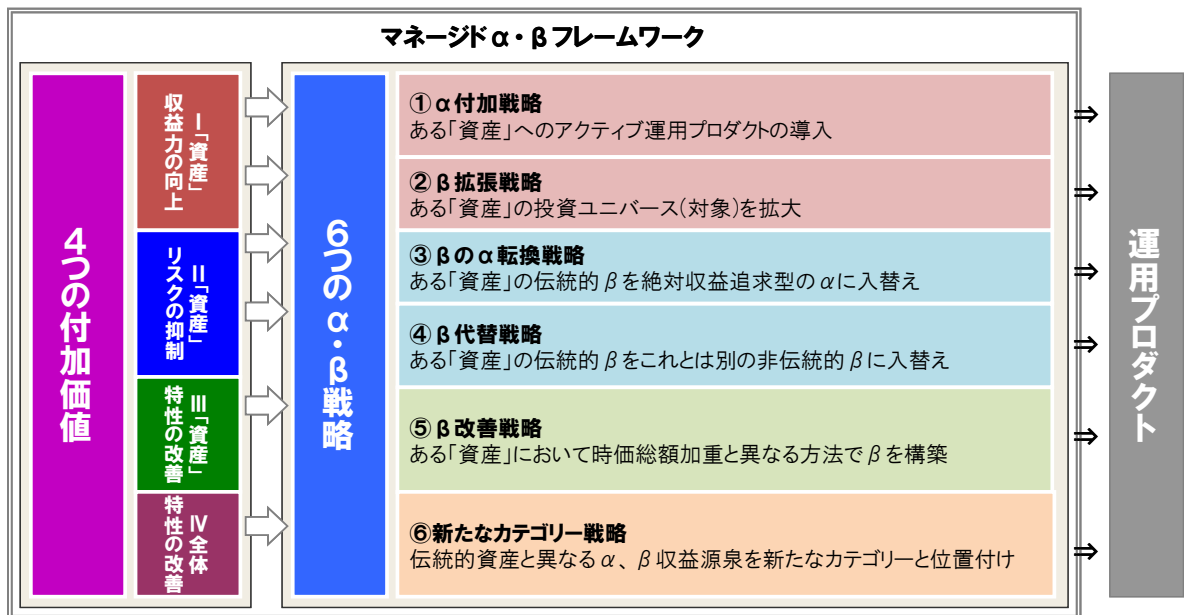 マネージドα・βフレームワーク
4つの付加価値
Ⅰ「資産」
収益力の向上
Ⅱ「資産」
リスクの抑制
Ⅲ「資産」
特性の改善
Ⅳ全体
特性の改善
6つのα・β戦略
①α付加戦略
ある「資産」へのアクティブ運用プロダクトの導入
②β拡張戦略
ある「資産」の投資ユニバース(対象)を拡大
③βのα転換戦略
ある「資産」の伝統的βを絶対収益追求型のαに入替え
④β代替戦略
ある「資産」の伝統的βをこれとは別の非伝統的βに入替え
⑤β改善戦略
ある「資産」において時価総額加重と異なる方法でβを構築
⑥新たなカテゴリー戦略
伝統的資産と異なるα、β収益源泉を新たなカテゴリーと位置付け
運用プロダクト